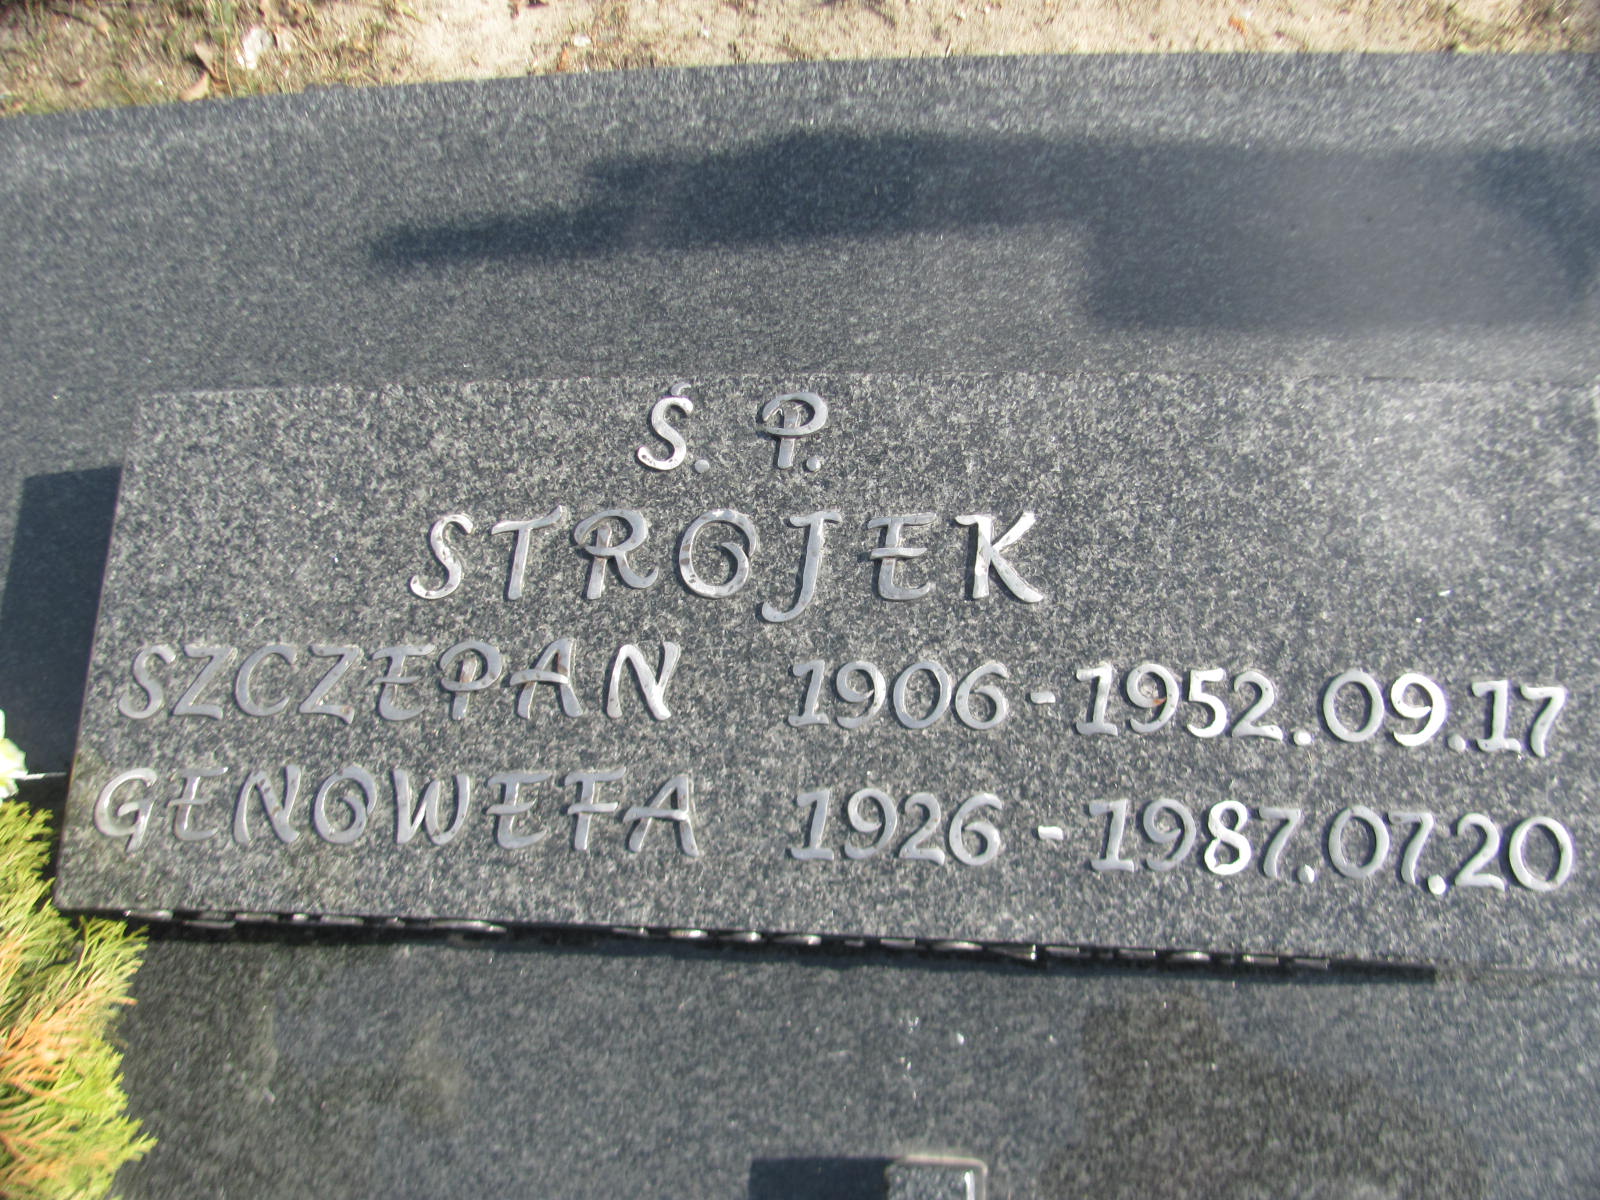 Ś. P.
STROJEK
SZCZEPAN 1906-1952.09.17
GENOWEFA 1926-1987.07.20